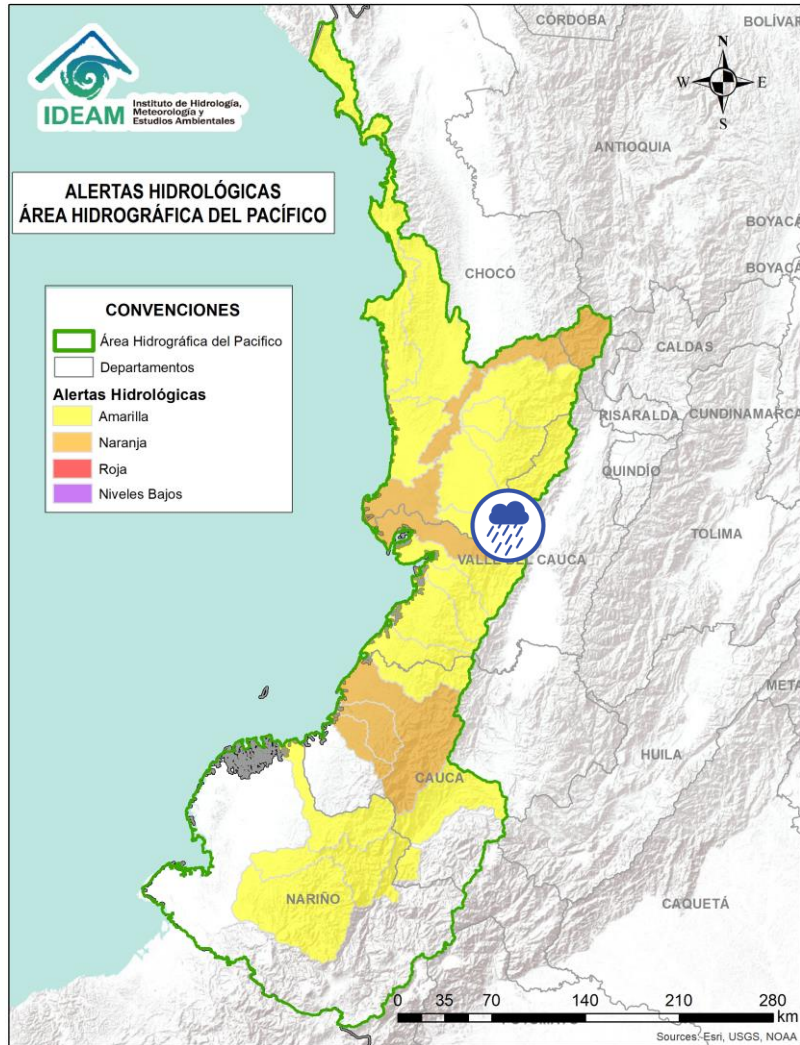 IDEAM
Instituto de Hidrología,
Meteorología y
Estudios Ambientales
ALERTAS HIDROLÓGICAS
ÁREA HIDROGRÁFICA DEL PACÍFICO
CONVENCIONES
Área Hidrográfica del Pacifico
Departamentos
Alertas Hidrológicas
Amarilla
Naranja
Roja
Niveles Bajos
N
W
E
S
CÓRDOBA
BOLÍVAR
ANTIOQUIA
BOYACÁ
BOYACÁ
CHOCÓ
CALDAS
RISARALDA
CUNDINAMARCA
QUINDÍO
TOLIMA
VALLE DEL CAUCA
META
HUILA
CAUCA
CAQUETÁ
NARIÑO
0 35 70 140 210 280
km
Sources: Esri, USGS, NOAA